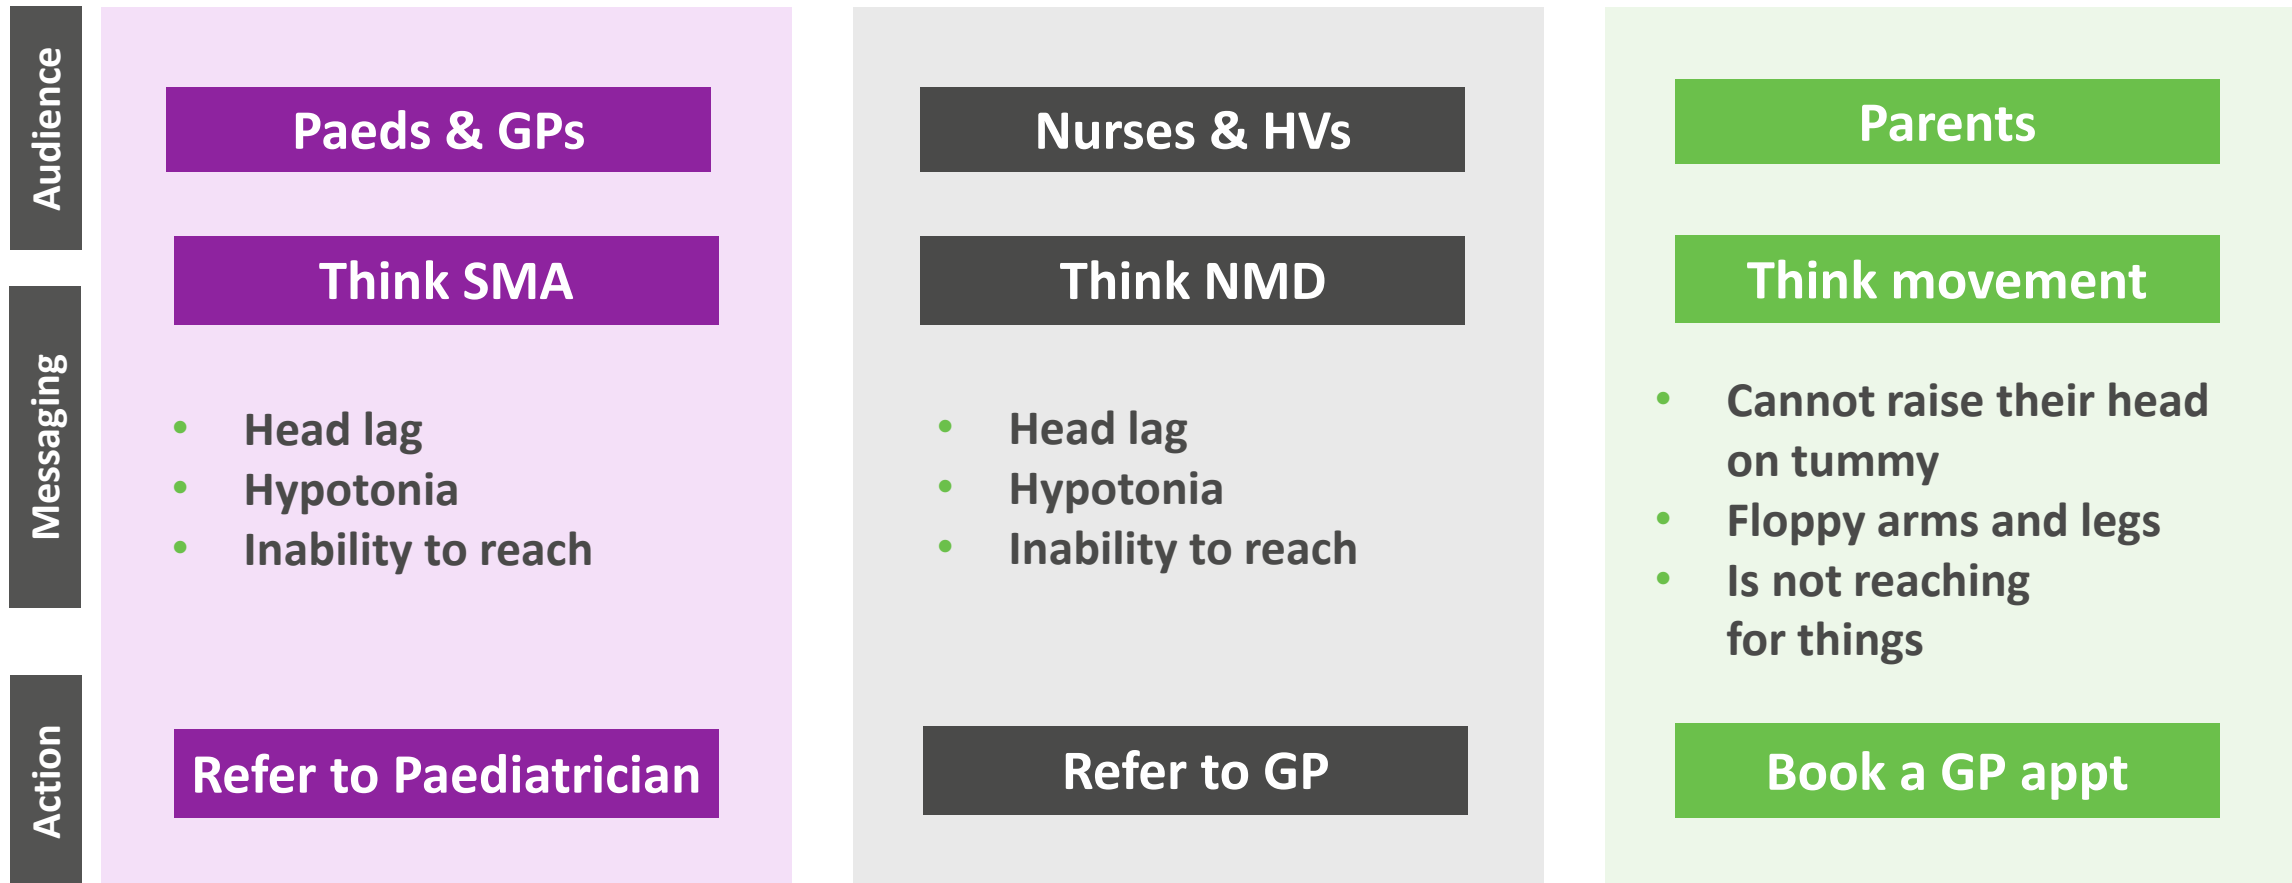 Audience
Paeds & GPs
Nurses & HVs
Parents
Messaging
Think SMA
• Head lag
• Hypotonia
• Inability to reach
Think NMD
• Head lag
• Hypotonia
• Inability to reach
Think movement
• Cannot raise their head
on tummy
• Floppy arms and legs
• Is not reaching
for things
Action
Refer to Paediatrician
Refer to GP
Book a GP appt